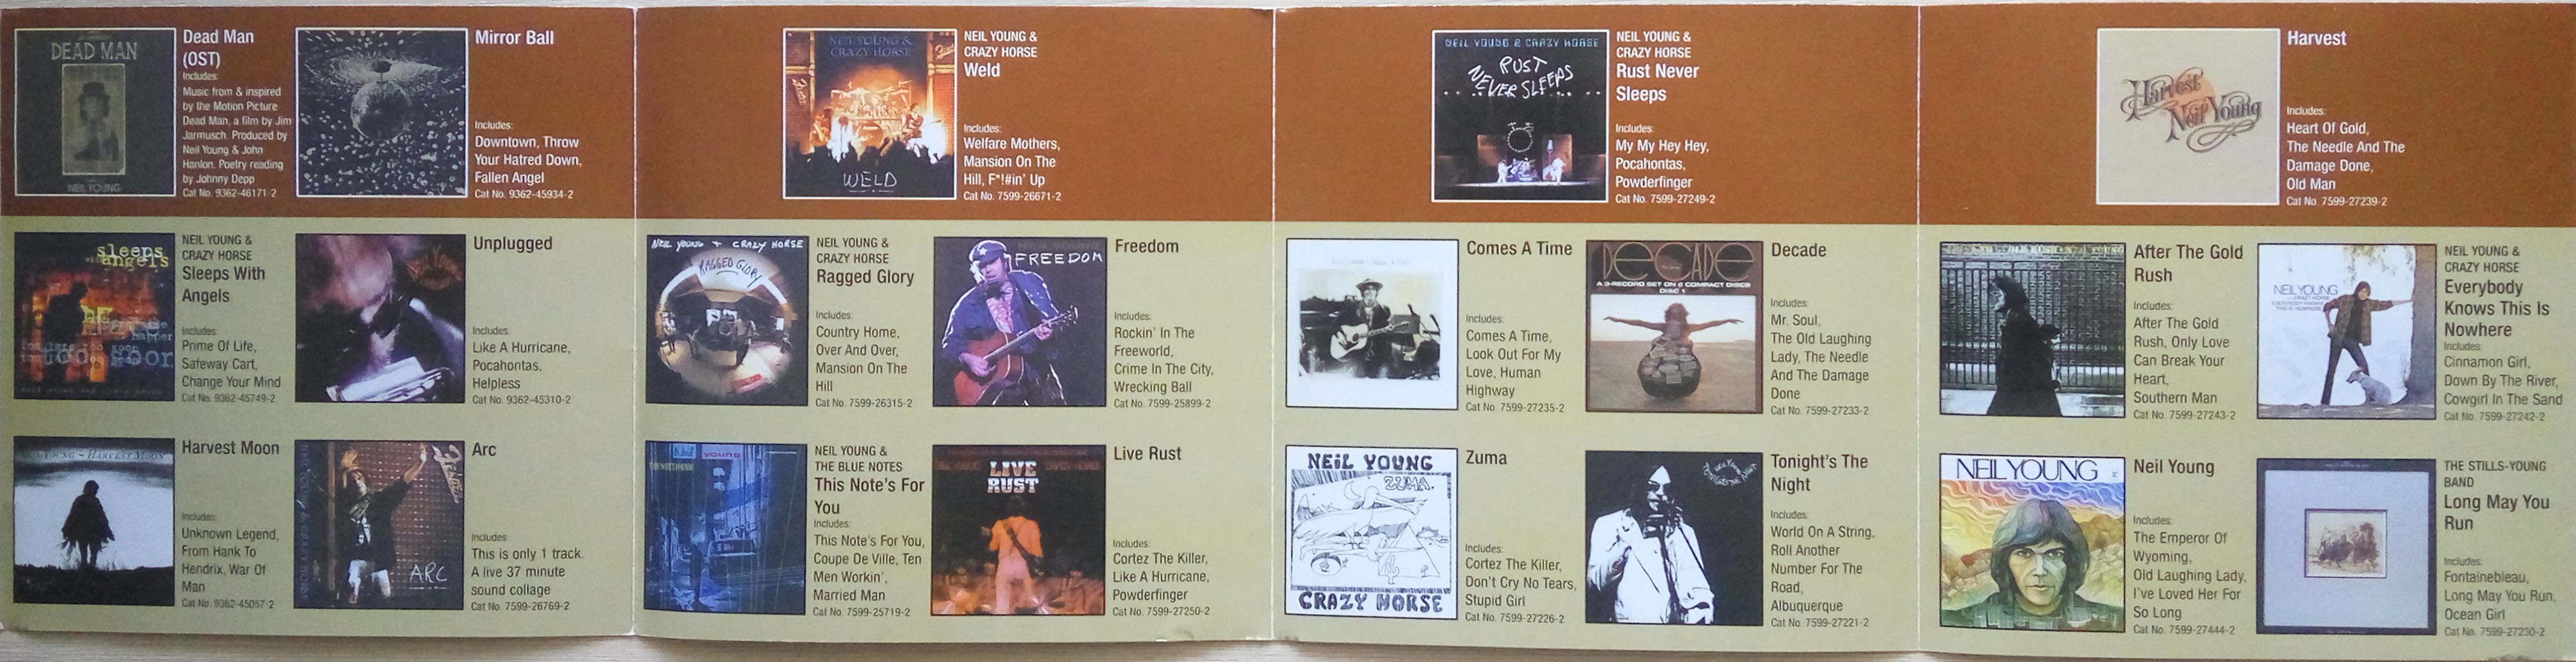 DEAD MAN
NEIL YOUNG
Dead Man
(OST)
Includes:
Music from & inspired
by the Motion Picture
Dead Man, a film by Jim
Jarmusch. Produced by
Neil Young & John
Hanlon. Poetry reading
by Johnny Depp
Cat No. 9362-46171-2
Mirror Ball
Includes:
Downtown, Throw
Your Hatred Down,
Fallen Angel
Cat No. 9362-45934-2
sleeps
with
angels
NEIL YOUNG &
CRAZY HORSE
Sleeps With
Angels
Includes:
Prime Of Life,
Safeway Cart,
Change Your Mind
Cat No. 9362-45749-2
Unplugged
Includes:
Like A Hurricane,
Pocahontas,
Helpless
Cat No. 9362-45310-2
Harvest Moon
Includes:
Unknown Legend,
From Hank To
Hendrix, War Of
Man
Cat No. 9362-45057-2
ARC
Arc
Includes:
This is only 1 track.
A live 37 minute
sound collage
Cat No. 7599-26769-2
NEIL YOUNG &
CRAZY HORSE
WELD
NEIL YOUNG &
CRAZY HORSE
Weld
Includes:
Welfare Mothers,
Mansion On The
Hill, F*!#in' Up
Cat No. 7599-26671-2
NEIL YOUNG + CRAZY HORSE
RAGGED GLORY
NEIL YOUNG &
CRAZY HORSE
Ragged Glory
Includes:
Country Home,
Over And Over,
Mansion On The
Hill
Cat No. 7599-26315-2
NEIL YOUNG
FREEDOM
Freedom
Includes:
Rockin' In The
Freeworld,
Crime In The City,
Wrecking Ball
Cat No. 7599-25899-2
Neil Young
NEIL YOUNG &
THE BLUE NOTES
This Note's For
You
Includes:
This Note's For You,
Coupe De Ville, Ten
Men Workin',
Married Man
Cat No. 7599-25719-2
LIVE
RUST
Live Rust
Includes:
Cortez The Killer,
Like A Hurricane,
Powderfinger
Cat No. 7599-27250-2
NEIL YOUNG & CRAZY HORSE
RUST
NEVER SLEEPS
NEIL YOUNG &
CRAZY HORSE
Rust Never
Sleeps
Includes:
My My Hey Hey,
Pocahontas,
Powderfinger
Cat No. 7599-27249-2
Comes A Time
Includes:
Comes A Time,
Look Out For My
Love, Human
Highway
Cat No. 7599-27235-2
DECADE
A 3-RECORD SET ON 2 COMPACT DISCS
DISC 1
Decade
Includes:
Mr. Soul,
The Old Laughing
Lady, The Needle
And The Damage
Done
Cat No. 7599-27233-2
NEIL YOUNG
ZUMA
CRAZY HORSE
Zuma
Includes:
Cortez The Killer,
Don't Cry No Tears,
Stupid Girl
Cat No. 7599-27226-2
Tonight's The
Night
Includes:
World On A String,
Roll Another
Number For The
Road,
Albuquerque
Cat No. 7599-27221-2
Harvest
Neil Young
Harvest
Includes:
Heart Of Gold,
The Needle And The
Damage Done,
Old Man
Cat No. 7599-27239-2
After The Gold
Rush
Includes:
After The Gold
Rush, Only Love
Can Break Your
Heart,
Southern Man
Cat No. 7599-27243-2
NEIL YOUNG
NEIL YOUNG &
CRAZY HORSE
Everybody
Knows This Is
Nowhere
Includes:
Cinnamon Girl,
Down By The River,
Cowgirl In The Sand
Cat No. 7599-27242-2
NEIL YOUNG
Neil Young
Includes:
The Emperor Of
Wyoming,
Old Laughing Lady,
I've Loved Her For
So Long
Cat No. 7599-27444-2
THE STILLS-YOUNG
BAND
Long May You
Run
Includes:
Fontainebleau,
Long May You Run,
Ocean Girl
Cat No. 7599-27230-2